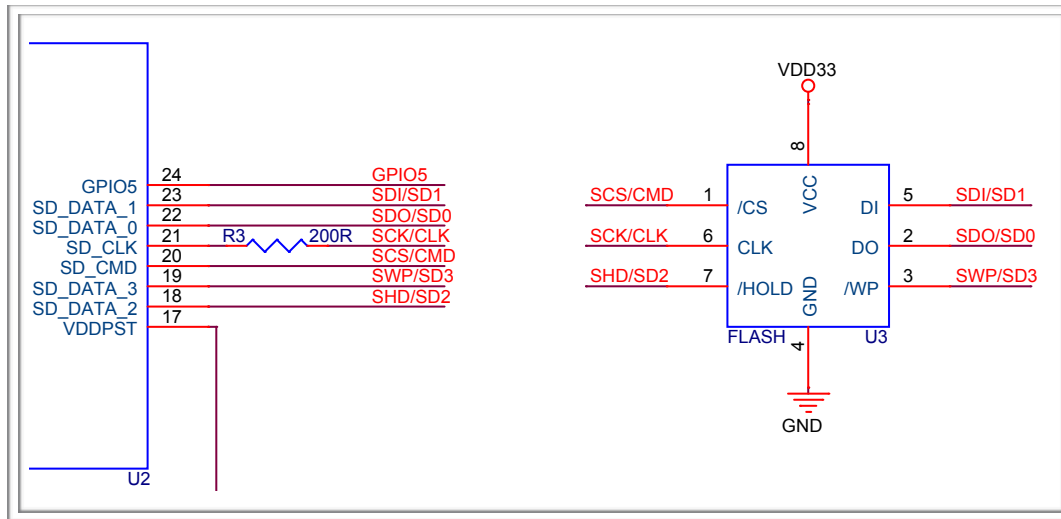 VDD33
24 GPIO5
GPIO5
23 SDI/SD1
SD_DATA_1
22 SDO/SD0
SD_DATA_0
21 R3 200R SCK/CLK
SD_CLK
20 SCS/CMD
SD_CMD
19 SWP/SD3
SD_DATA_3
18 SHD/SD2
SD_DATA_2
17
VDDPST
U2
8
VCC
SCS/CMD 1 /CS DI 5 SDI/SD1
SCK/CLK 6 CLK DO 2 SDO/SD0
SHD/SD2 7 /HOLD GND /WP 3 SWP/SD3
FLASH 4 U3
GND